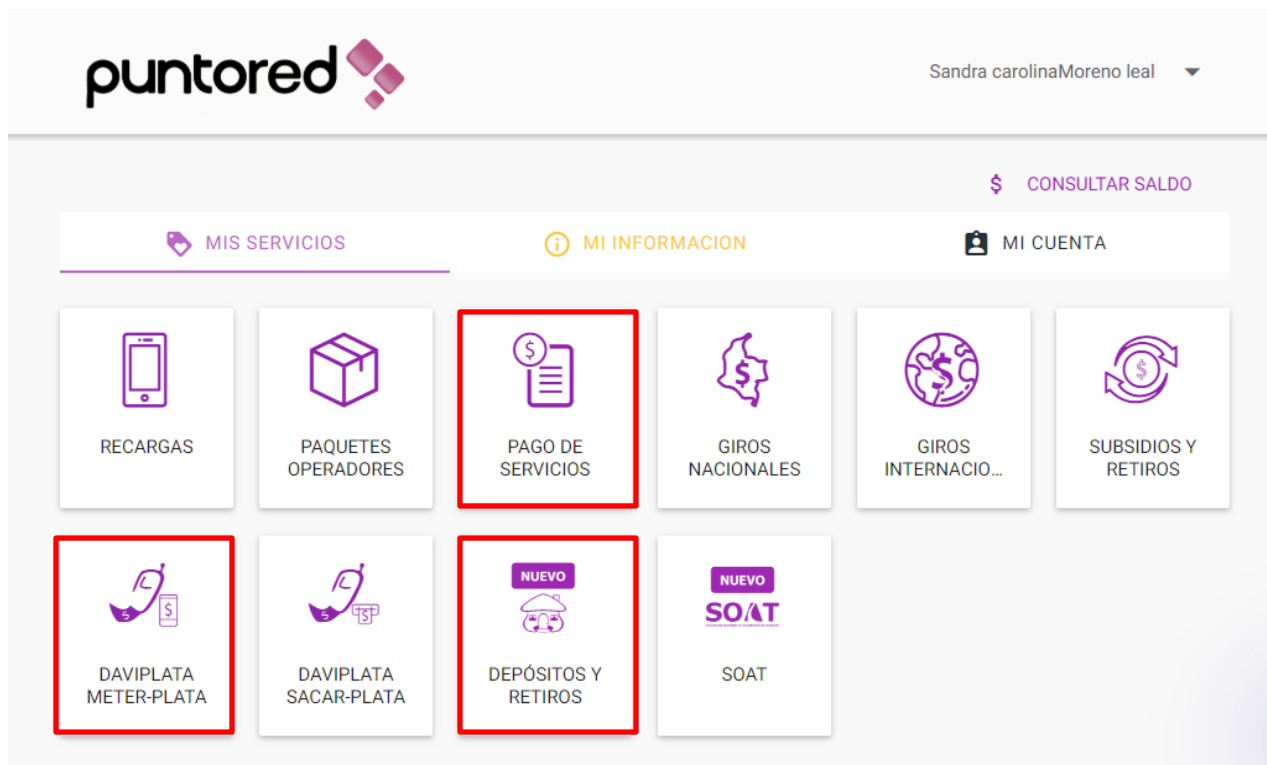 puntored
Sandra carolinaMoreno leal
$ CONSULTAR SALDO
MIS SERVICIOS
MI INFORMACION
MI CUENTA
$
$
$
$
RECARGAS
PAQUETES
OPERADORES
PAGO DE
SERVICIOS
GIROS
NACIONALES
GIROS
INTERNACIO...
SUBSIDIOS Y
RETIROS
$ $
$ $
NUEVO
NUEVO
SOAT
DAVIPLATA
METER-PLATA
DAVIPLATA
SACAR-PLATA
DEPÓSITOS Y
RETIROS
SOAT